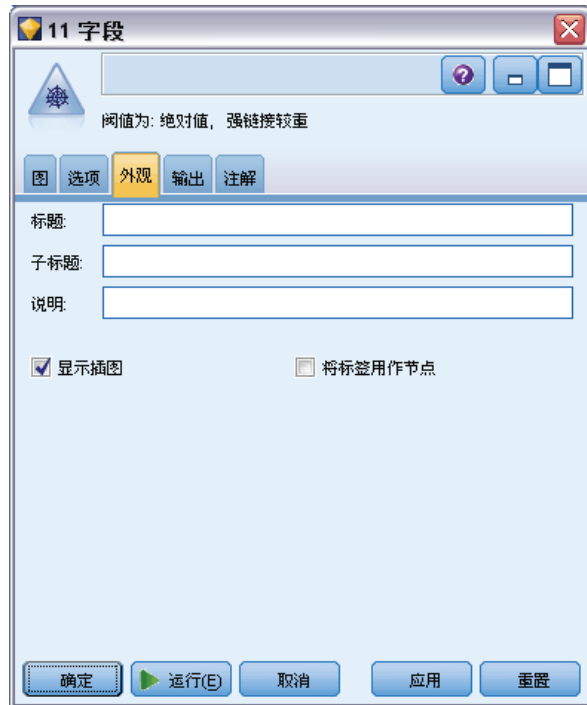 11 字段
阈值为: 绝对值，强链接较重
图 选项 外观 输出 注解
标题:
子标题:
说明:
显示插图 将标签用作节点
确定 运行(E) 取消 应用 重置